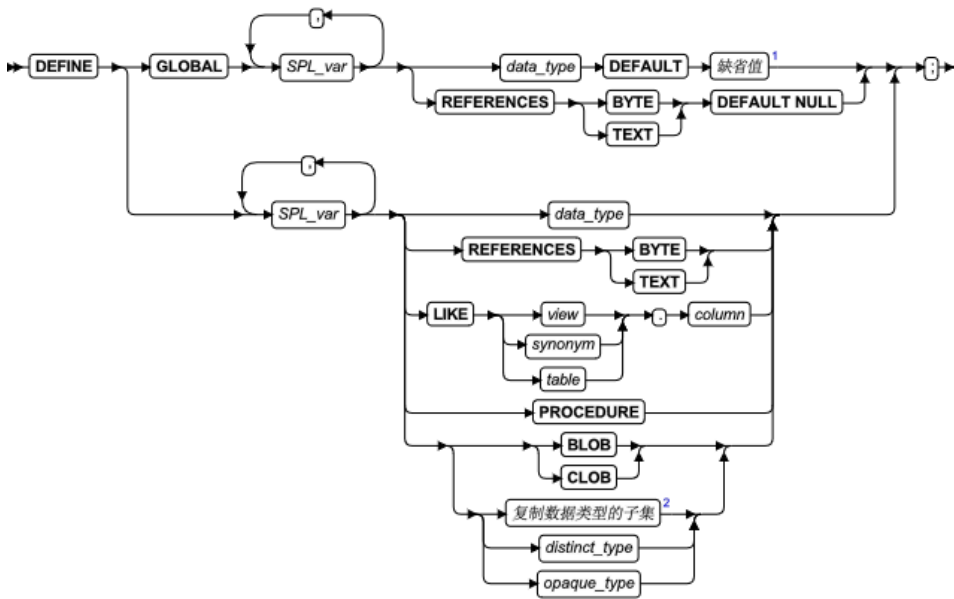 ,
DEFINE GLOBAL SPL_var data_type DEFAULT 缺省值 1 ;
REFERENCES BYTE DEFAULT NULL
TEXT
,
SPL_var data_type
REFERENCES BYTE
TEXT
LIKE view . column
synonym
table
PROCEDURE
BLOB
CLOB
复制数据类型的子集 2
distinct_type
opaque_type